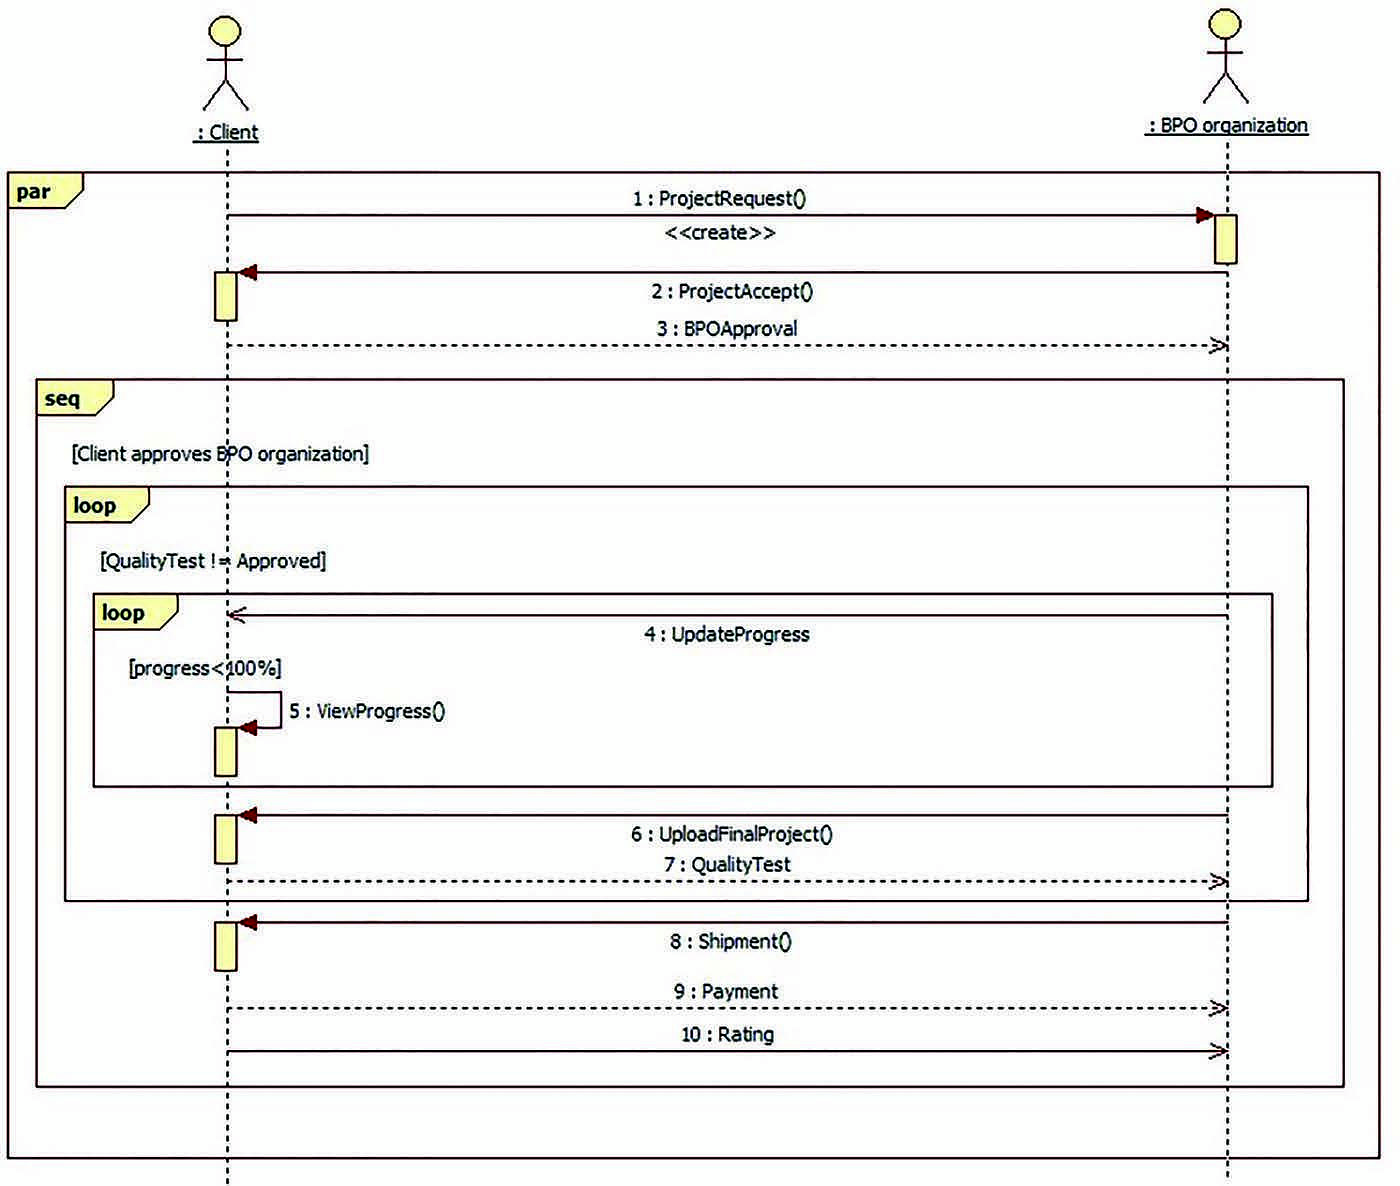 : Client
: BPO organization
par
1 : ProjectRequest()
<<create>>
2 : ProjectAccept()
3 : BPOApproval
seq
[Client approves BPO organization]
loop
[QualityTest != Approved]
loop
4 : UpdateProgress
[progress<100%]
5 : ViewProgress()
6 : UploadFinalProject()
7 : QualityTest
8 : Shipment()
9 : Payment
10 : Rating